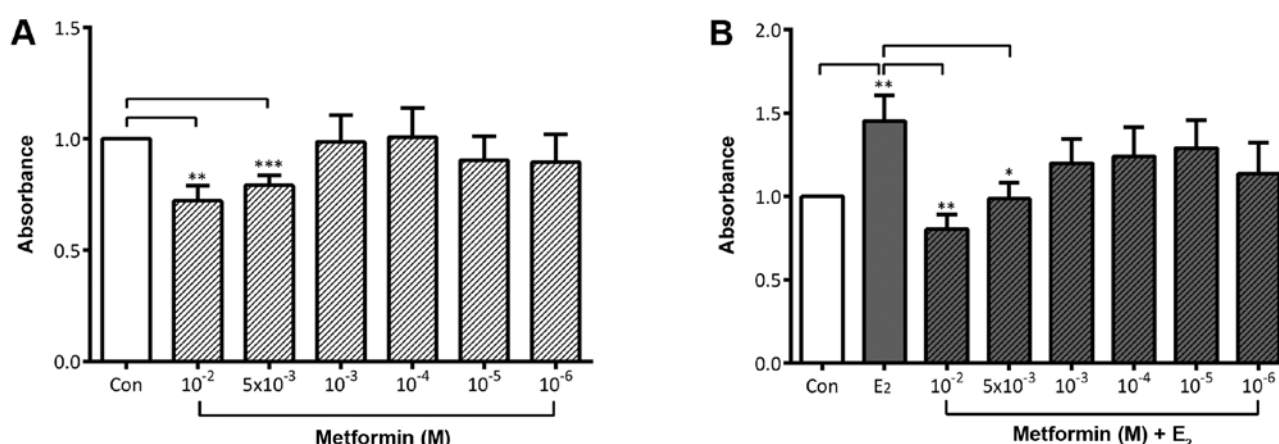 A
1.5
1.0
0.5
0.0
Absorbance
** ***
Con 10⁻² 5x10⁻³ 10⁻³ 10⁻⁴ 10⁻⁵ 10⁻⁶
Metformin (M)
B
2.0
1.5
1.0
0.5
0.0
Absorbance
** ** *
Con E₂ 10⁻² 5x10⁻³ 10⁻³ 10⁻⁴ 10⁻⁵ 10⁻⁶
Metformin (M) + E₂